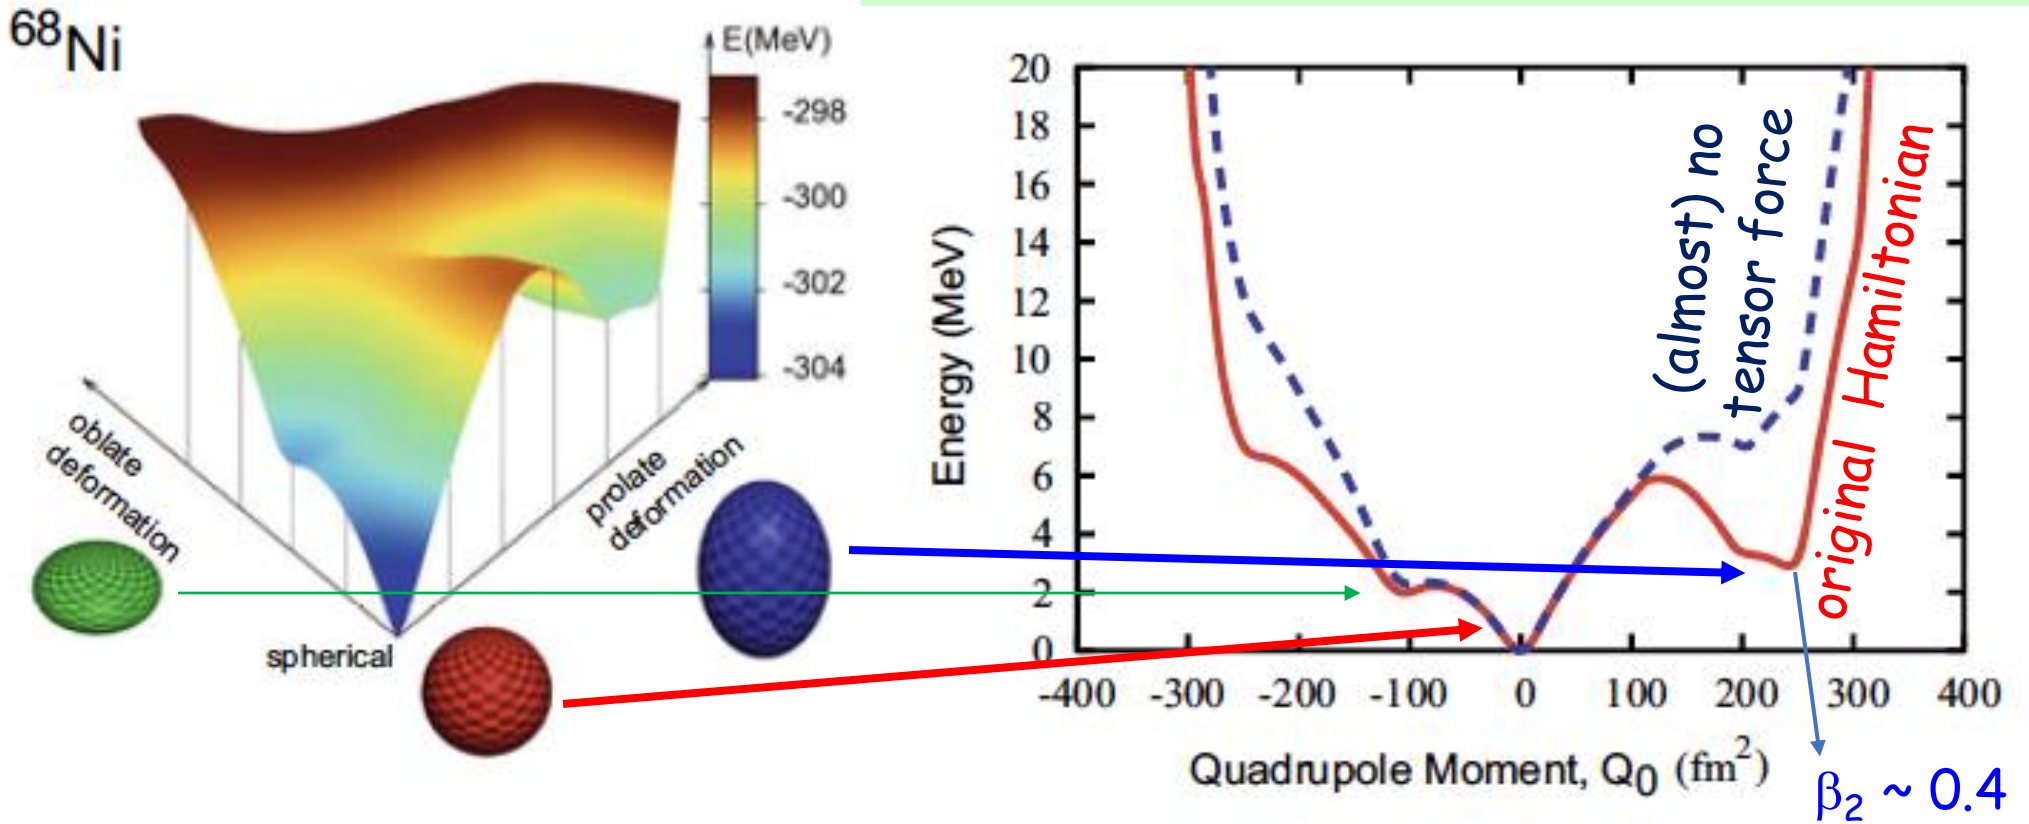 ⁶⁸Ni
E(MeV)
-298
-300
-302
-304
oblate
deformation
prolate
deformation
spherical
Energy (MeV)
20
18
16
14
12
10
8
6
4
2
0
-400 -300 -200 -100 0 100 200 300 400
Quadrupole Moment, Q₀ (fm²)
(almost) no
tensor force
original Hamiltonian
β₂ ~ 0.4